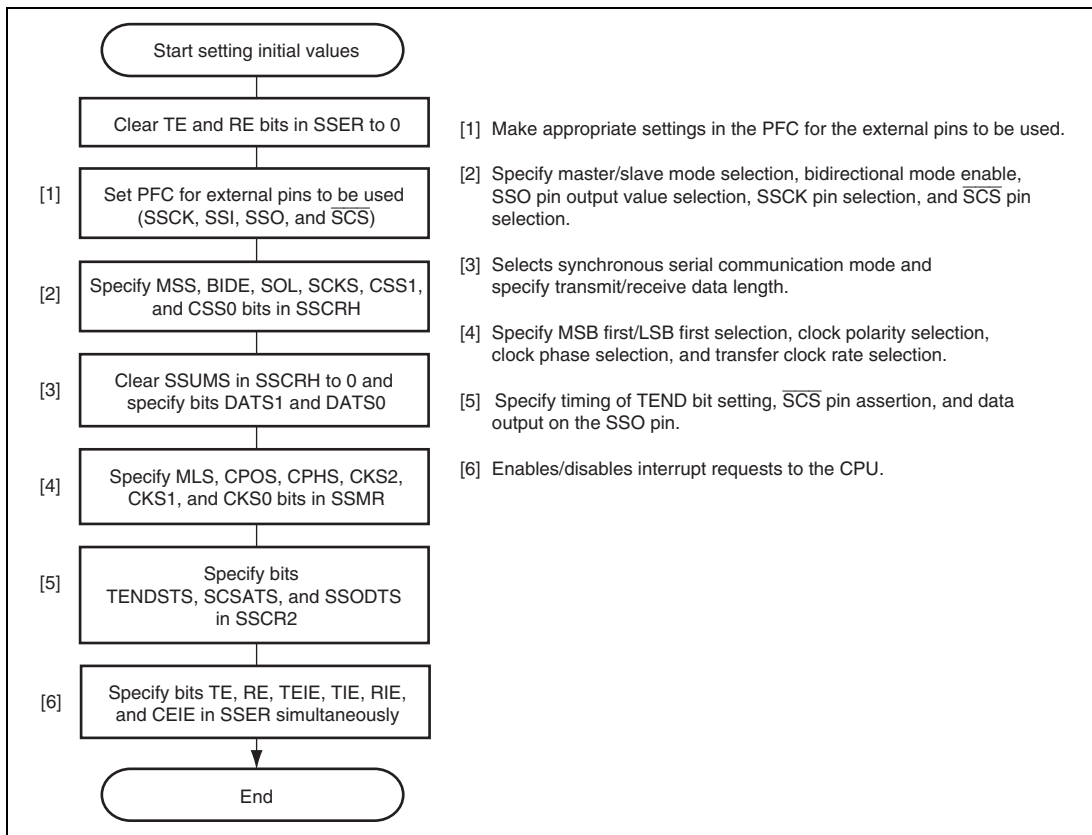 Start setting initial values
Clear TE and RE bits in SSER to 0
[1]
Set PFC for external pins to be used
(SSCK, SSI, SSO, and S̅C̅S̅)
[2]
Specify MSS, BIDE, SOL, SCKS, CSS1,
and CSS0 bits in SSCRH
[3]
Clear SSUMS in SSCRH to 0 and
specify bits DATS1 and DATS0
[4]
Specify MLS, CPOS, CPHS, CKS2,
CKS1, and CKS0 bits in SSMR
[5]
Specify bits
TENDSTS, SCSATS, and SSODTS
in SSCR2
[6]
Specify bits TE, RE, TEIE, TIE, RIE,
and CEIE in SSER simultaneously
End
[1] Make appropriate settings in the PFC for the external pins to be used.
[2] Specify master/slave mode selection, bidirectional mode enable,
SSO pin output value selection, SSCK pin selection, and S̅C̅S̅ pin
selection.
[3] Selects synchronous serial communication mode and
specify transmit/receive data length.
[4] Specify MSB first/LSB first selection, clock polarity selection,
clock phase selection, and transfer clock rate selection.
[5] Specify timing of TEND bit setting, S̅C̅S̅ pin assertion, and data
output on the SSO pin.
[6] Enables/disables interrupt requests to the CPU.